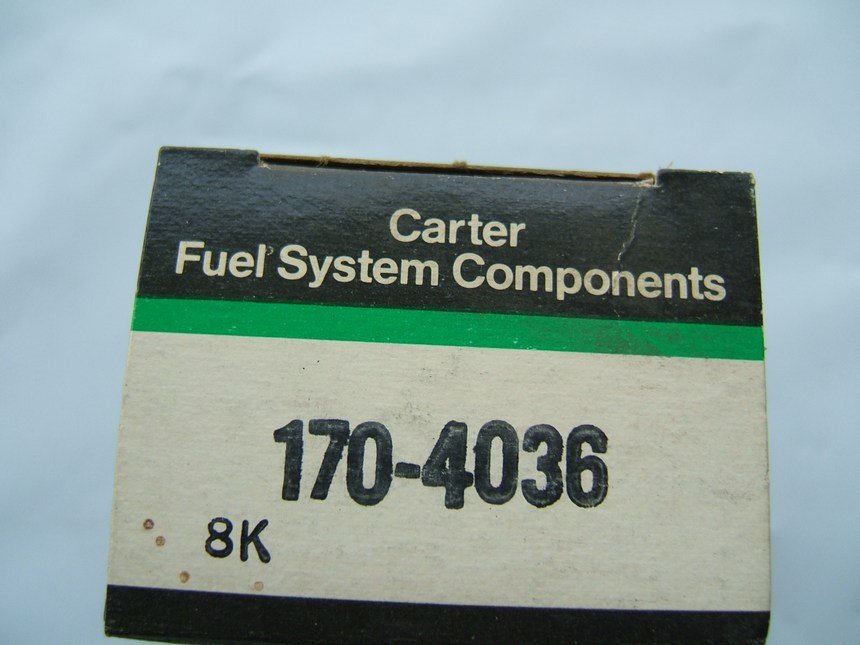 Carter
Fuel System Components
170-4036
8K